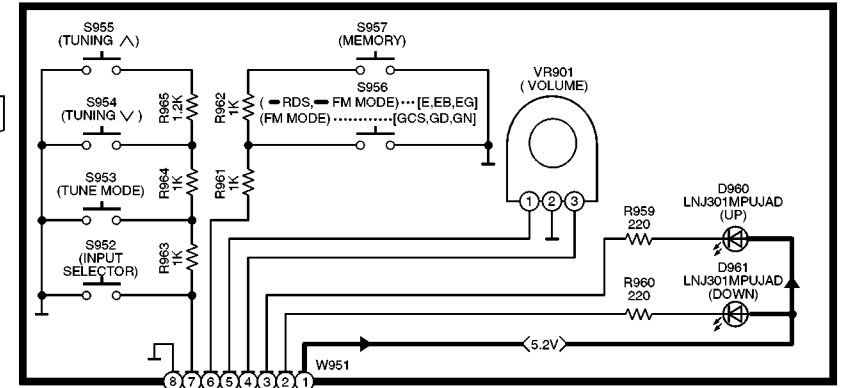 S955
(TUNING ∧)
S954
(TUNING ∨)
S953
(TUNE MODE)
S952
(INPUT
SELECTOR)
R965
1.2K
R964
1K
R963
1K
R962
1K
R961
1K
S957
(MEMORY)
S956
( ━ RDS, ━ FM MODE)···[E,EB,EG]
(FM MODE)············[GCS,GD,GN]
VR901
( VOLUME)
1 2 3
R959
220
D960
LNJ301MPUJAD
(UP)
R960
220
D961
LNJ301MPUJAD
(DOWN)
5.2V
W951
8 7 6 5 4 3 2 1